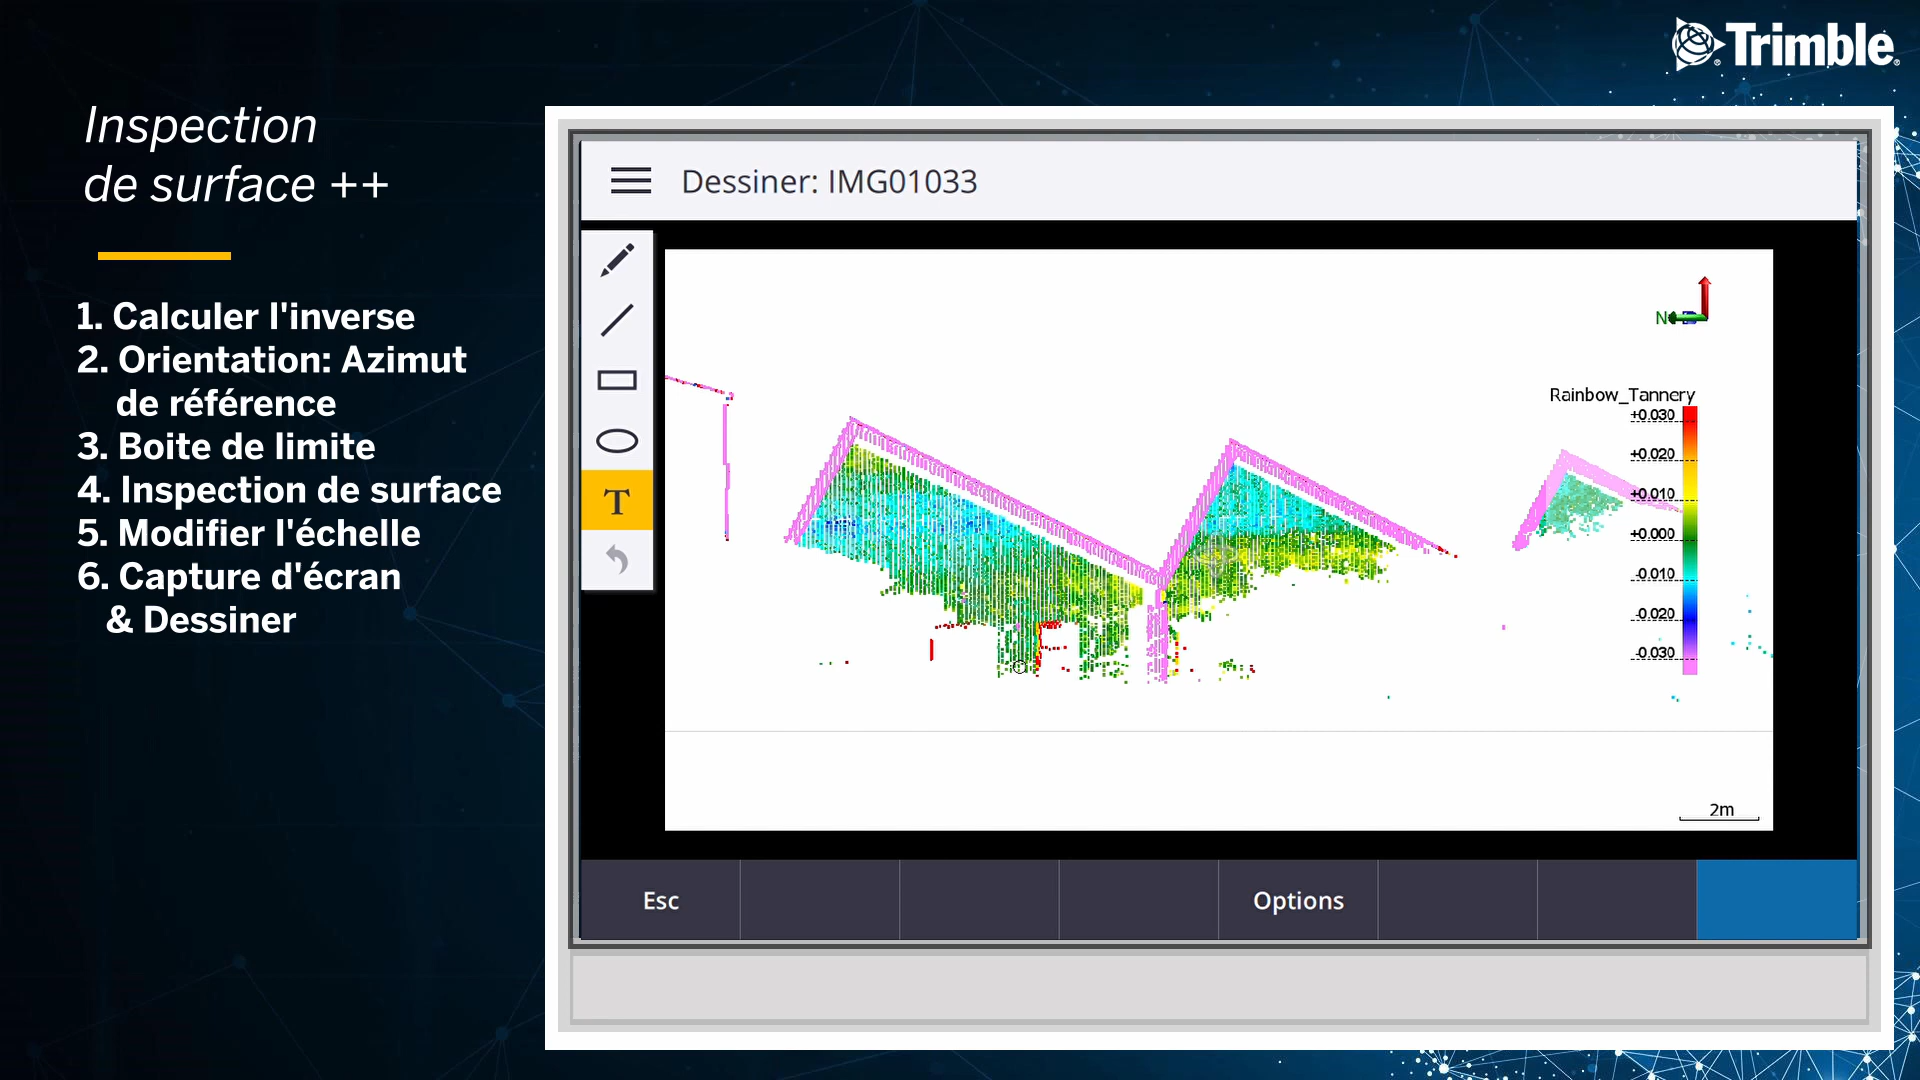 Trimble
Inspection
de surface ++
1. Calculer l'inverse
2. Orientation: Azimut
de référence
3. Boite de limite
4. Inspection de surface
5. Modifier l'échelle
6. Capture d'écran
& Dessiner
Dessiner: IMG01033
T
N
Rainbow_Tannery
+0.030
+0.020
+0.010
+0.000
-0.010
-0.020
-0.030
2m
Esc
Options